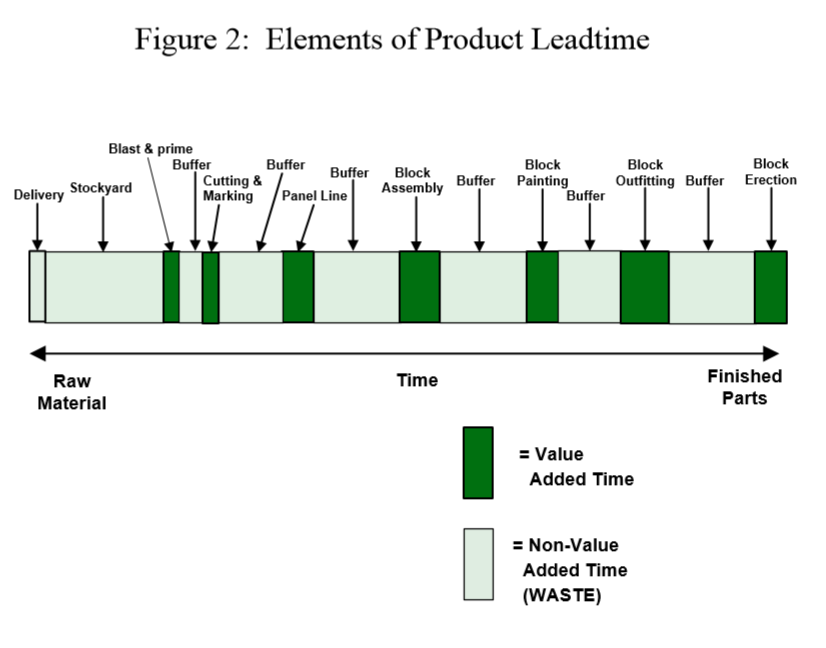 Figure 2:  Elements of Product Leadtime
Blast & prime
Buffer
Buffer
Buffer
Block
Assembly
Block
Painting
Block
Outfitting
Block
Erection
Delivery
Stockyard
Cutting &
Marking
Panel Line
Buffer
Buffer
Buffer
Raw
Material
Time
Finished
Parts
= Value
Added Time
= Non-Value
Added Time
(WASTE)